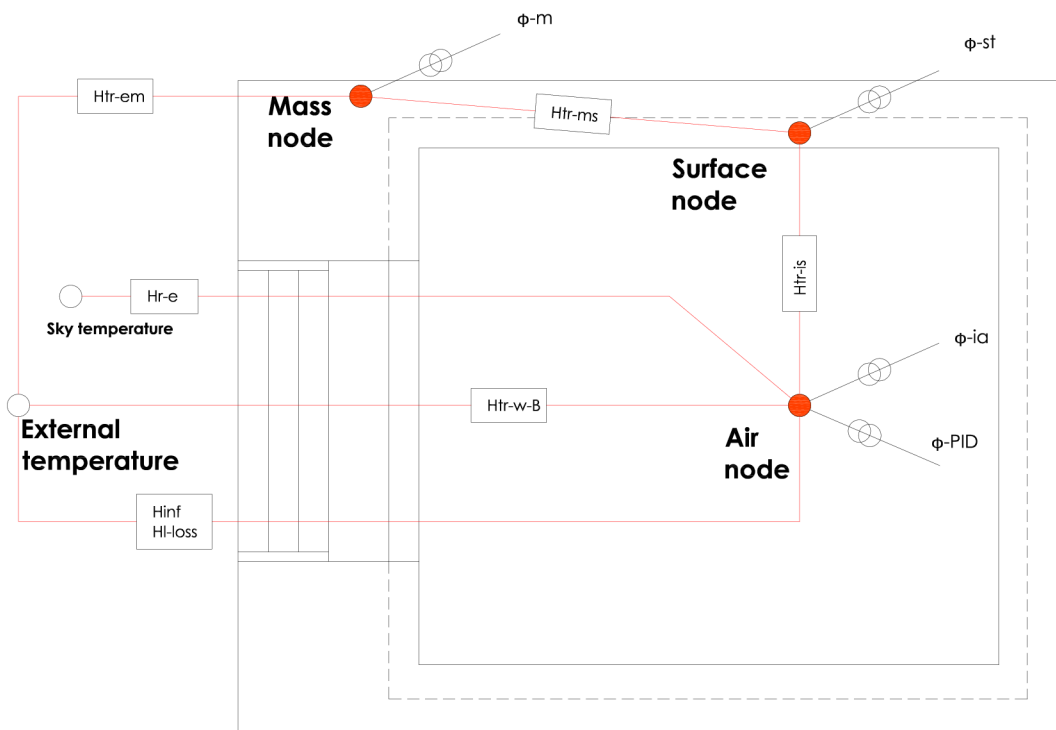 ϕ-m
ϕ-st
Htr-em
Mass
node
Htr-ms
Surface
node
Htr-is
Hr-e
Sky temperature
ϕ-ia
Htr-w-B
External
temperature
Air
node
ϕ-PID
Hinf
Hl-loss